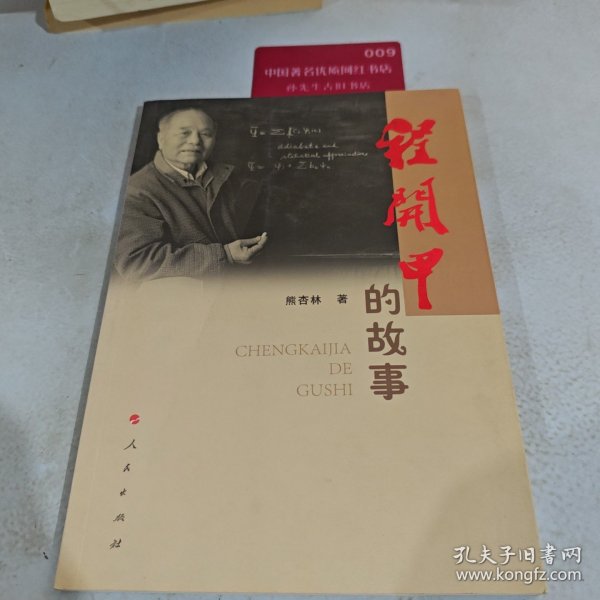 009
中国著名优质网红书店
孙先生古旧书店
adiabatic and
程開甲
的故事
熊杏林 著
CHENGKAIJIA
DE
GUSHI
人民出版社
孔夫子旧书网
www.kongfz.com